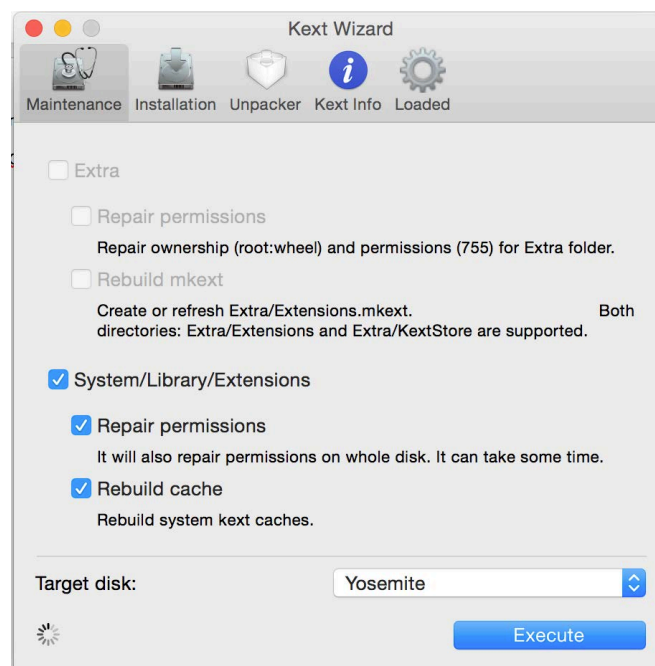 Kext Wizard
Maintenance Installation Unpacker Kext Info Loaded
Extra
Repair permissions
Repair ownership (root:wheel) and permissions (755) for Extra folder.
Rebuild mkext
Create or refresh Extra/Extensions.mkext. Both
directories: Extra/Extensions and Extra/KextStore are supported.
System/Library/Extensions
Repair permissions
It will also repair permissions on whole disk. It can take some time.
Rebuild cache
Rebuild system kext caches.
Target disk: Yosemite
Execute